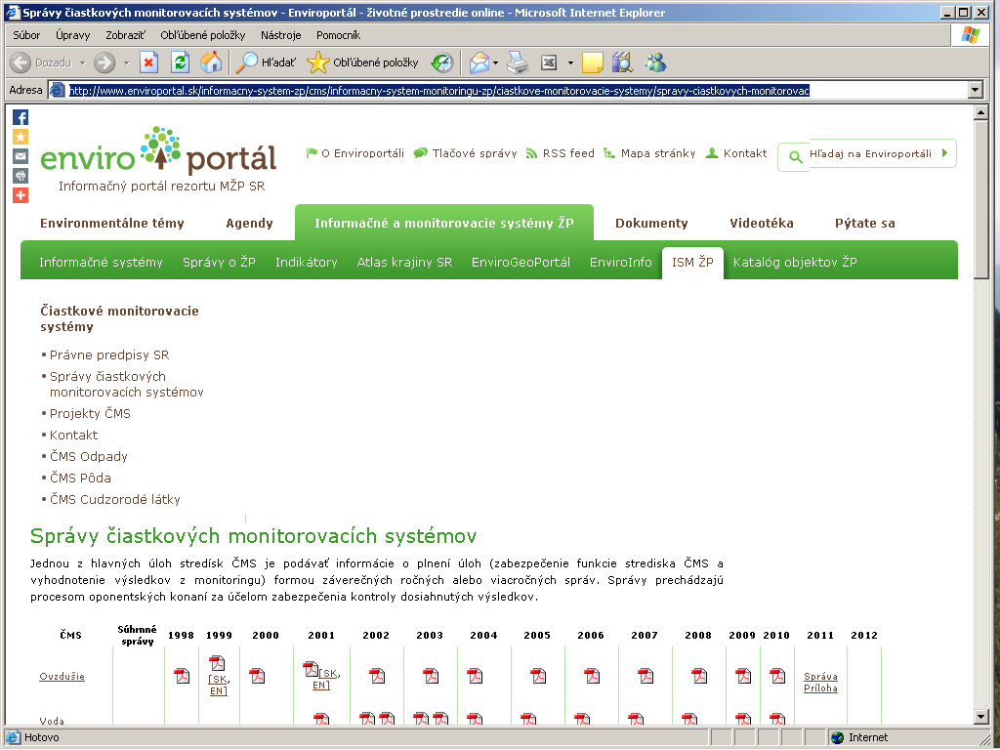 Správy čiastkových monitorovacích systémov - Enviroportál - životné prostredie online - Microsoft Internet Explorer
Súbor Úpravy Zobraziť Obľúbené položky Nástroje Pomocník
Dozadu Hľadať Obľúbené položky
Adresa http://www.enviroportal.sk/informacny-system-zp/cms/informacny-system-monitoringu-zp/ciastkove-monitorovacie-systemy/spravy-ciastkovych-monitorovac
enviro portál
Informačný portál rezortu MŽP SR
O Enviroportáli Tlačové správy RSS feed Mapa stránky Kontakt Hľadaj na Enviroportáli
Environmentálne témy Agendy Informačné a monitorovacie systémy ŽP Dokumenty Videotéka Pýtate sa
Informačné systémy Správy o ŽP Indikátory Atlas krajiny SR EnviroGeoPortál EnviroInfo ISM ŽP Katalóg objektov ŽP
Čiastkové monitorovacie
systémy
• Právne predpisy SR
• Správy čiastkových
monitorovacích systémov
• Projekty ČMS
• Kontakt
• ČMS Odpady
• ČMS Pôda
• ČMS Cudzorodé látky
Správy čiastkových monitorovacích systémov
Jednou z hlavných úloh stredísk ČMS je podávať informácie o plnení úloh (zabezpečenie funkcie strediska ČMS a
vyhodnotenie výsledkov z monitoringu) formou záverečných ročných alebo viacročných správ. Správy prechádzajú
procesom oponentských konaní za účelom zabezpečenia kontroly dosiahnutých výsledkov.
ČMS Súhrnné správy 1998 1999 2000 2001 2002 2003 2004 2005 2006 2007 2008 2009 2010 2011 2012
Ovzdušie [SK, EN] [SK, EN] Správa Príloha
Voda
Hotovo Internet